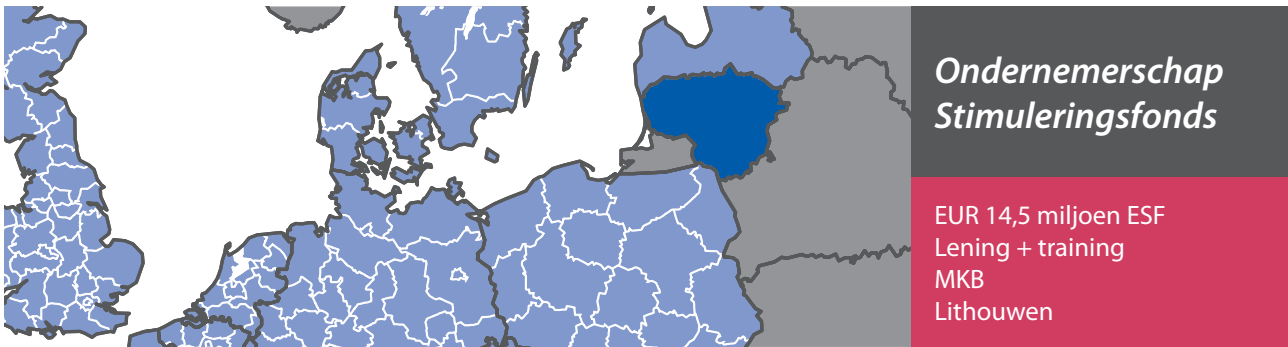 Ondernemerschap
Stimuleringsfonds
EUR 14,5 miljoen ESF
Lening + training
MKB
Lithouwen